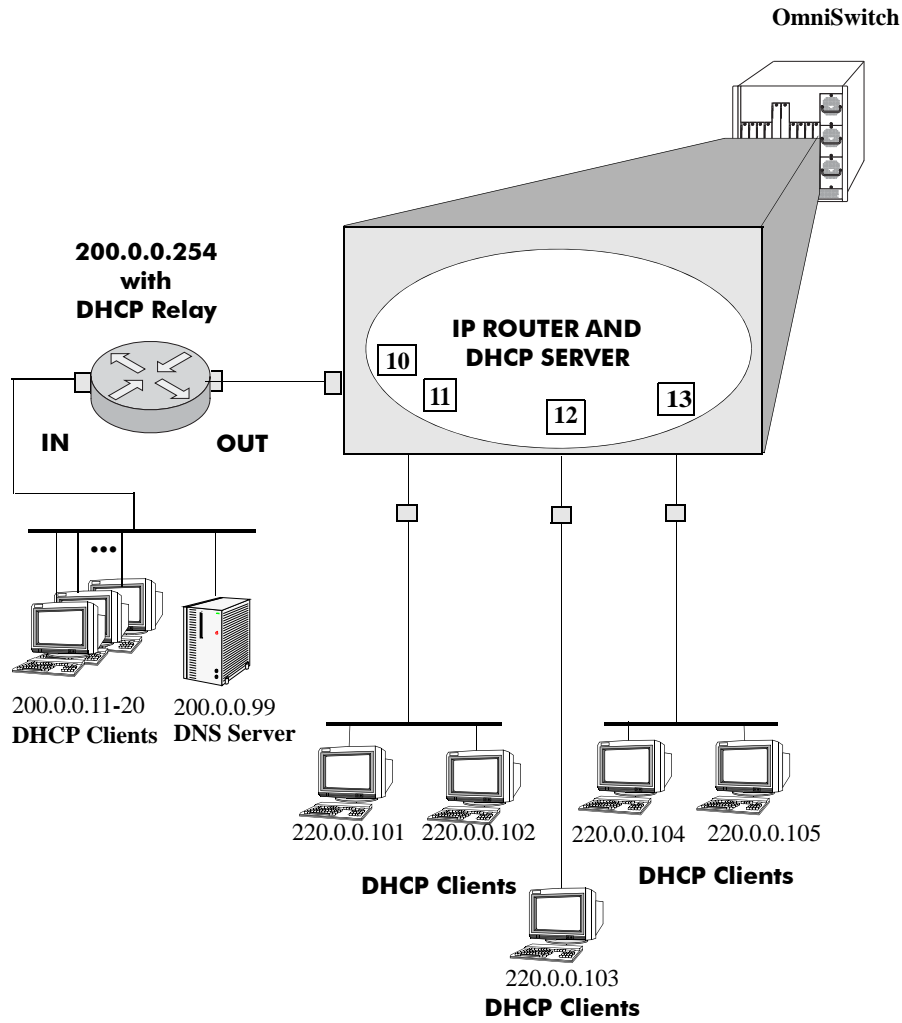 OmniSwitch
200.0.0.254
with
DHCP Relay
IP ROUTER AND
DHCP SERVER
10
11
12
13
IN
OUT
200.0.0.11-20
DHCP Clients
200.0.0.99
DNS Server
220.0.0.101
220.0.0.102
DHCP Clients
220.0.0.104
220.0.0.105
DHCP Clients
220.0.0.103
DHCP Clients